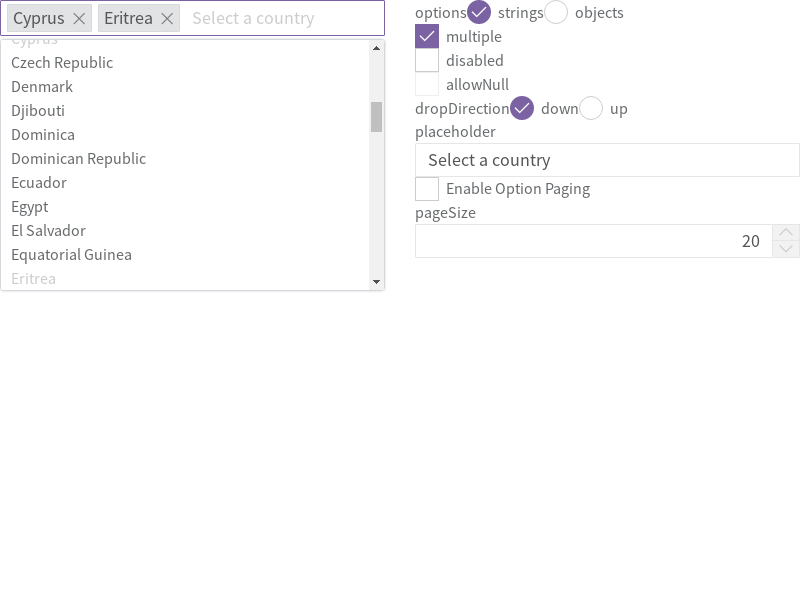 Cyprus Eritrea Select a country
Cyprus
Czech Republic
Denmark
Djibouti
Dominica
Dominican Republic
Ecuador
Egypt
El Salvador
Equatorial Guinea
Eritrea
options strings objects
multiple
disabled
allowNull
dropDirection down up
placeholder
Select a country
Enable Option Paging
pageSize
20